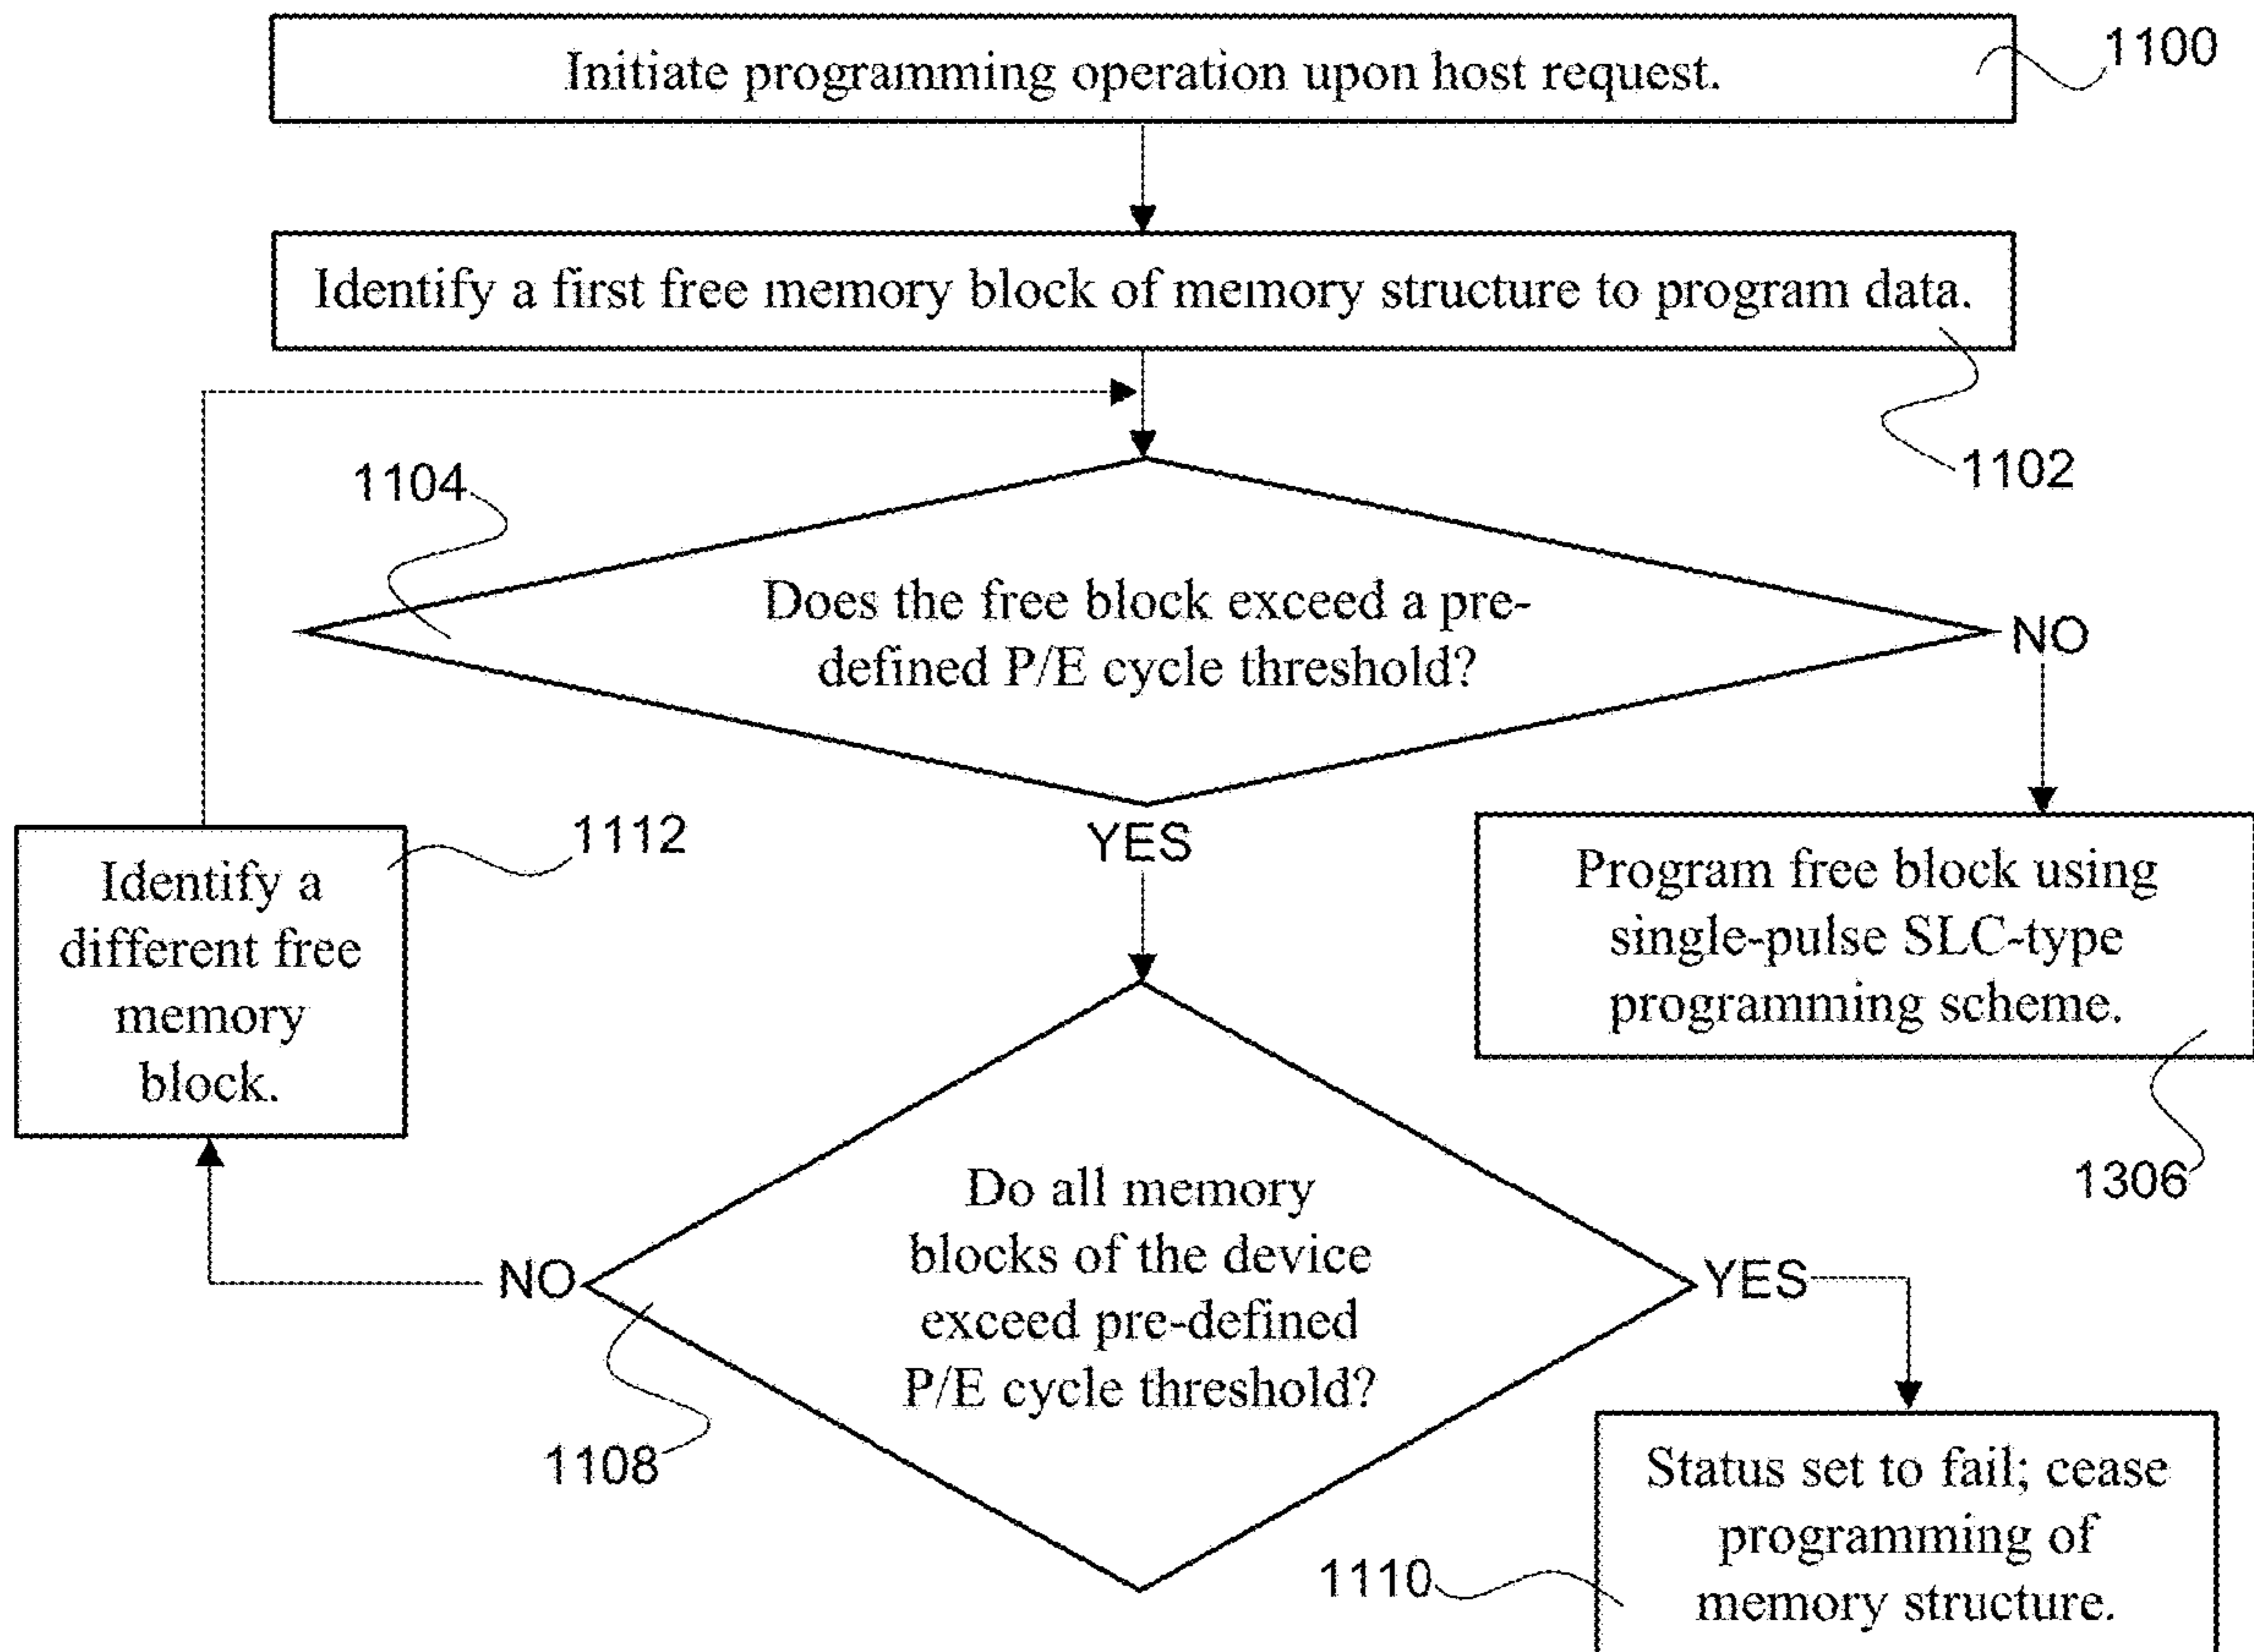 Initiate programming operation upon host request.
1100
Identify a first free memory block of memory structure to program data.
1102
1104
Does the free block exceed a pre-
defined P/E cycle threshold?
NO
YES
1112
Identify a
different free
memory
block.
Program free block using
single-pulse SLC-type
programming scheme.
1306
Do all memory
blocks of the device
exceed pre-defined
P/E cycle threshold?
NO
YES
1108
Status set to fail; cease
programming of
memory structure.
1110